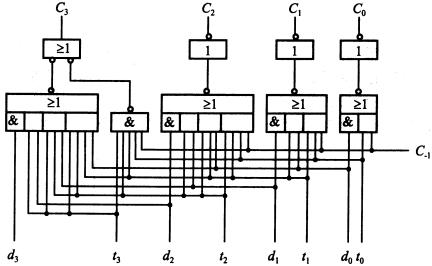 C₃ C₂ C₁ C₀
≥1 1 1 1
≥1 ≥1 ≥1 ≥1
& & & & &
C₋₁
d₃ t₃ d₂ t₂ d₁ t₁ d₀ t₀